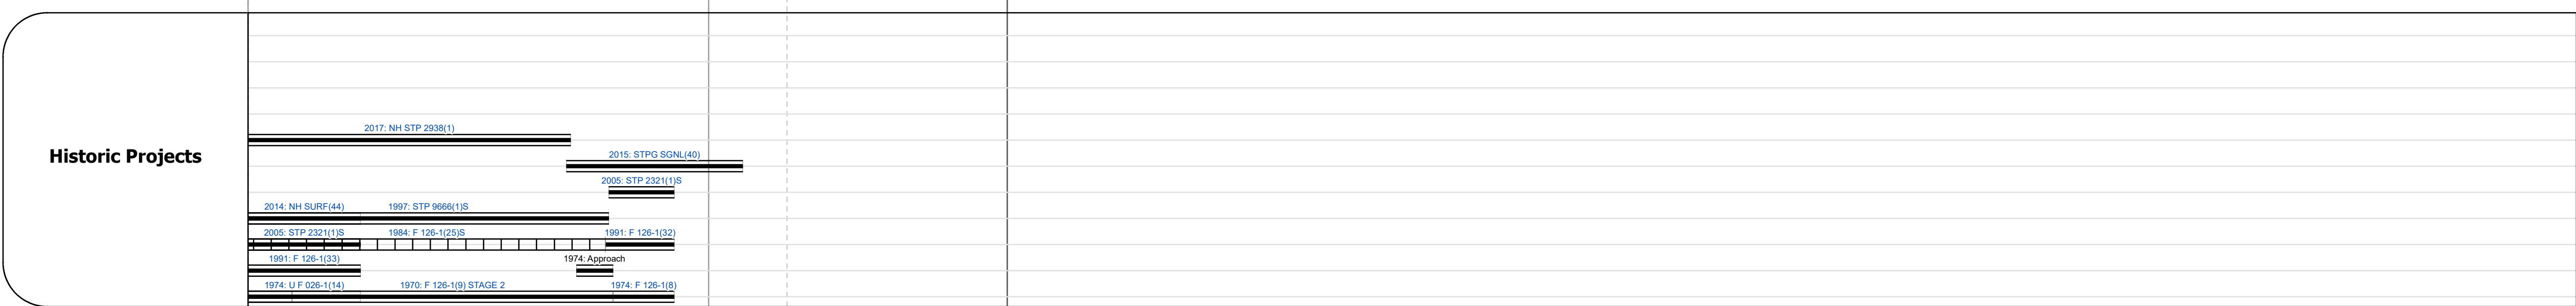 Historic Projects
2017: NH STP 2938(1)
2015: STPG SGNL(40)
2005: STP 2321(1)S
2014: NH SURF(44) 1997: STP 9666(1)S
2005: STP 2321(1)S 1984: F 126-1(25)S 1991: F 126-1(32)
1991: F 126-1(33) 1974: Approach
1974: U F 026-1(14) 1970: F 126-1(9) STAGE 2 1974: F 126-1(8)